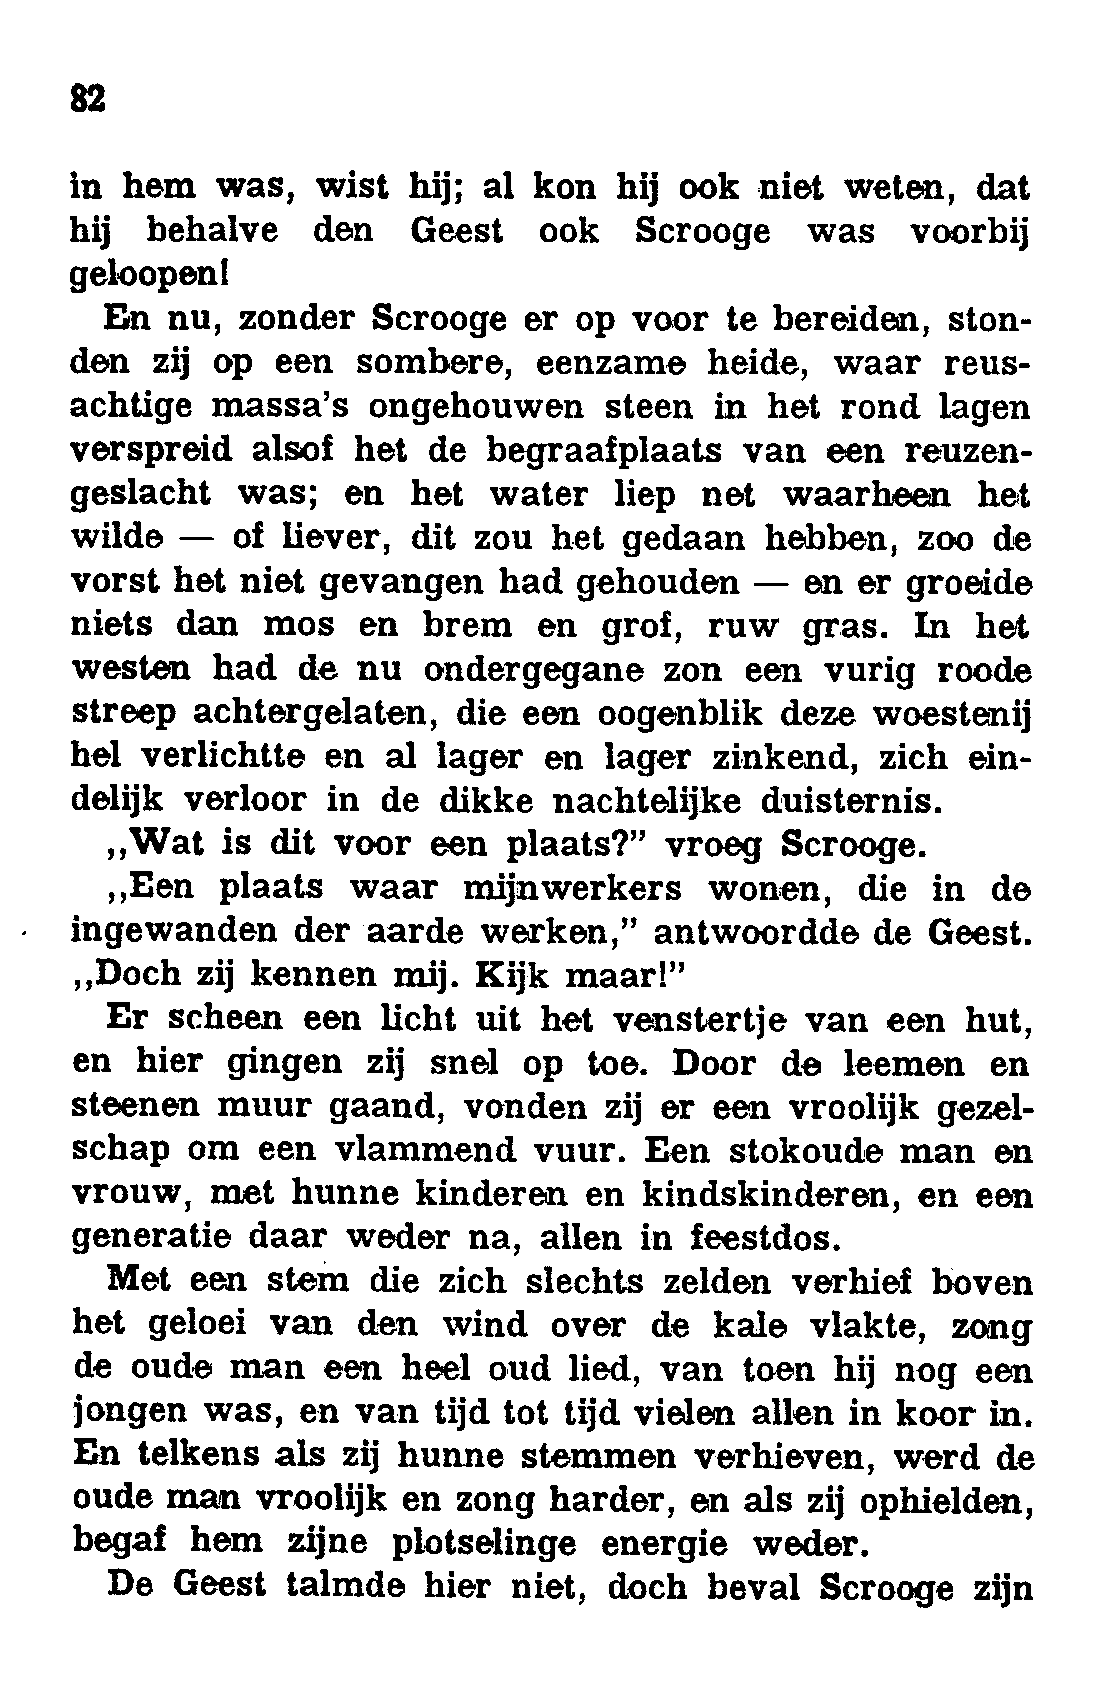 82
in hem was, wist hij; al kon hij ook niet weten, dat
hij behalve den Geest ook Scrooge was voorbij
geloopen!
En nu, zonder Scrooge er op voor te bereiden, ston-
den zij op een sombere, eenzame heide, waar reus-
achtige massa's ongehouwen steen in het rond lagen
verspreid alsof het de begraafplaats van een reuzen-
geslacht was; en het water liep net waarheen het
wilde — of liever, dit zou het gedaan hebben, zoo de
vorst het niet gevangen had gehouden — en er groeide
niets dan mos en brem en grof, ruw gras. In het
westen had de nu ondergegane zon een vurig roode
streep achtergelaten, die een oogenblik deze woestenij
hel verlichtte en al lager en lager zinkend, zich ein-
delijk verloor in de dikke nachtelijke duisternis.
,,Wat is dit voor een plaats?" vroeg Scrooge.
,,Een plaats waar mijnwerkers wonen, die in de
ingewanden der aarde werken," antwoordde de Geest.
,,Doch zij kennen mij. Kijk maar!"
Er scheen een licht uit het venstertje van een hut,
en hier gingen zij snel op toe. Door de leemen en
steenen muur gaand, vonden zij er een vroolijk gezel-
schap om een vlammend vuur. Een stokoude man en
vrouw, met hunne kinderen en kindskinderen, en een
generatie daar weder na, allen in feestdos.
Met een stem die zich slechts zelden verhief boven
het geloei van den wind over de kale vlakte, zong
de oude man een heel oud lied, van toen hij nog een
jongen was, en van tijd tot tijd vielen allen in koor in.
En telkens als zij hunne stemmen verhieven, werd de
oude man vroolijk en zong harder, en als zij ophielden,
begaf hem zijne plotselinge energie weder.
De Geest talmde hier niet, doch beval Scrooge zijn